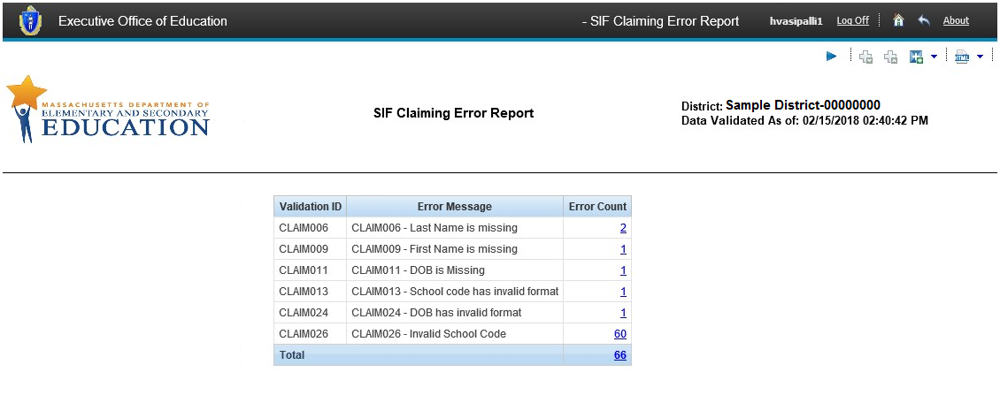 Executive Office of Education - SIF Claiming Error Report hvasipalli1 Log Off About
HTML
MASSACHUSETTS DEPARTMENT OF
ELEMENTARY AND SECONDARY
EDUCATION
SIF Claiming Error Report
District: Sample District-00000000
Data Validated As of: 02/15/2018 02:40:42 PM
Validation ID Error Message Error Count
CLAIM006 CLAIM006 - Last Name is missing 2
CLAIM009 CLAIM009 - First Name is missing 1
CLAIM011 CLAIM011 - DOB is Missing 1
CLAIM013 CLAIM013 - School code has invalid format 1
CLAIM024 CLAIM024 - DOB has invalid format 1
CLAIM026 CLAIM026 - Invalid School Code 60
Total 66